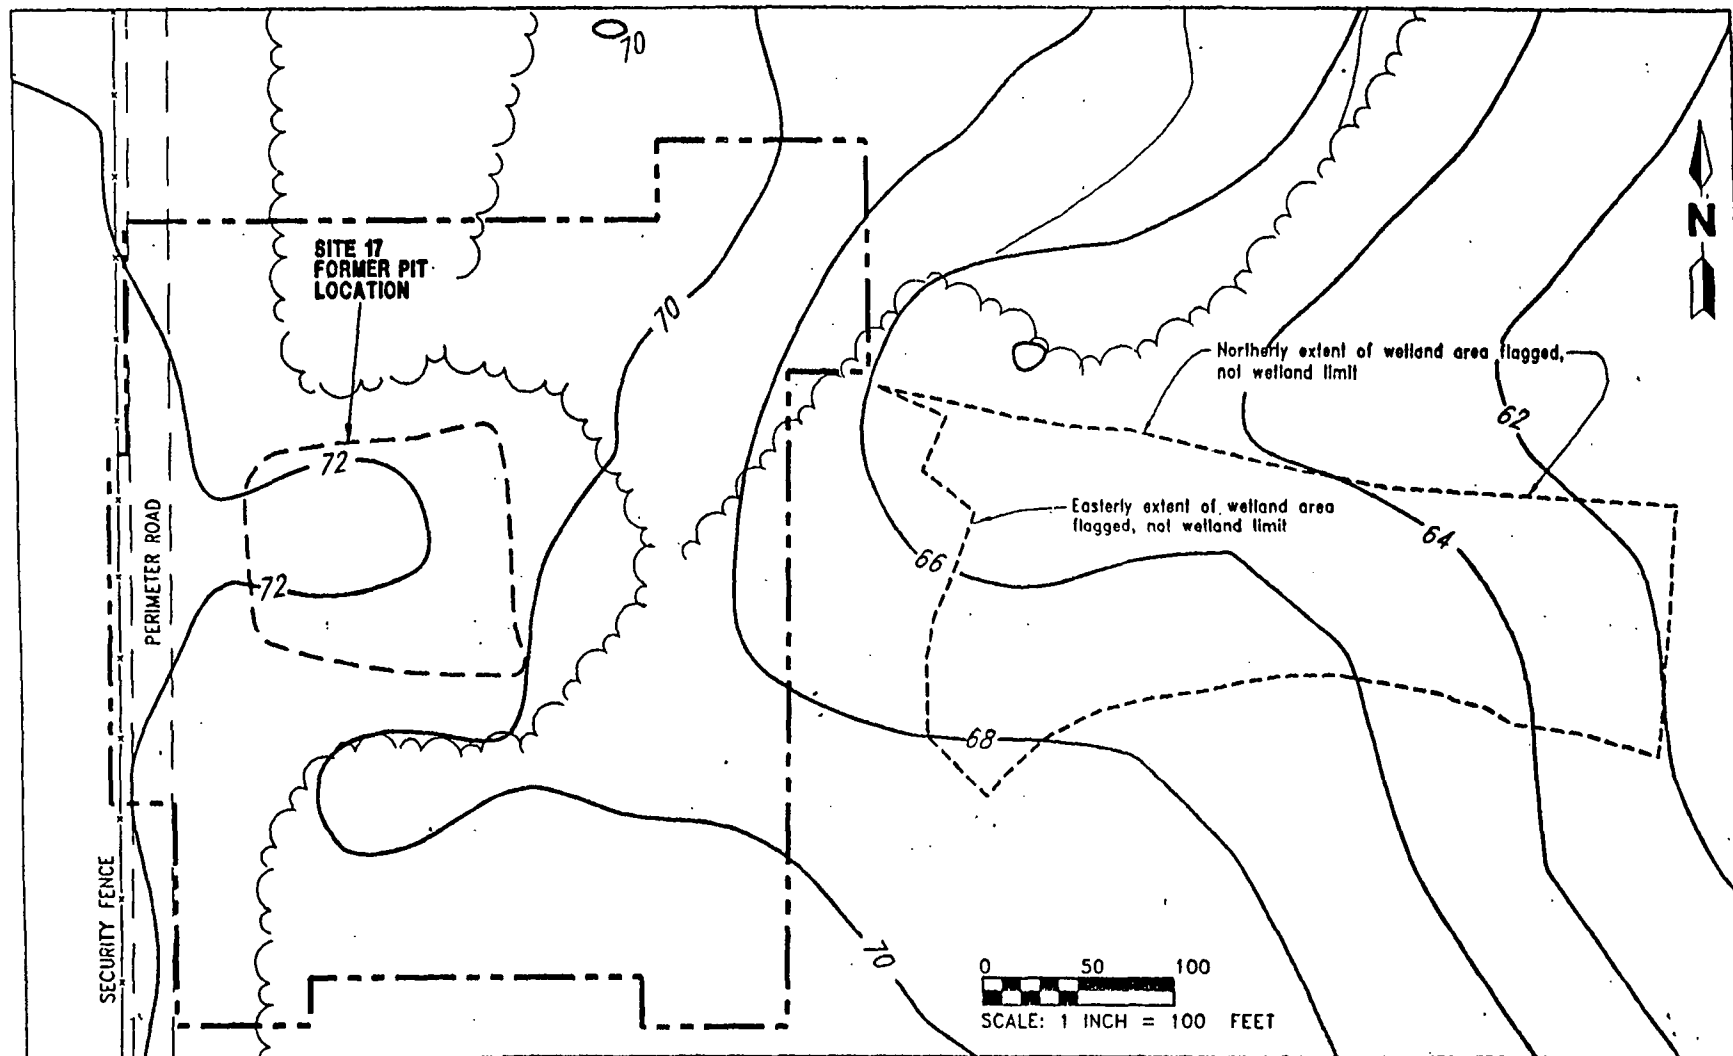 70
SITE 17
FORMER PIT
LOCATION
N
70
Northerly extent of wetland area flagged,
not wetland limit
62
72
Easterly extent of wetland area
flagged, not wetland limit
64
66
72
PERIMETER ROAD
68
SECURITY FENCE
70
0 50 100
SCALE: 1 INCH = 100 FEET